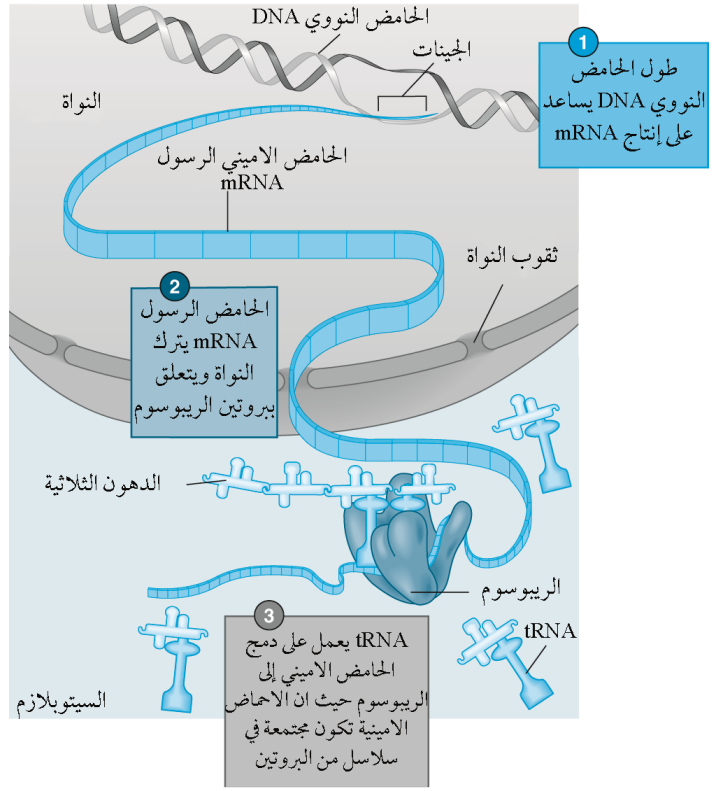 الحامض النووي DNA
الجينات
1
طول الحامض
النووي DNA يساعد
على إنتاج mRNA
النواة
الحامض الاميني الرسول
mRNA
ثقوب النواة
2
الحامض الرسول
mRNA يترك
النواة ويتعلق
ببروتين الريبوسوم
الدهون الثلاثية
الريبوسوم
3
tRNA يعمل على دمج
الحامض الاميني إلى
الريبوسوم حيث ان الاحماض
الامينية تكون مجتمعة في
سلاسل من البروتين
tRNA
السيتوبلازم